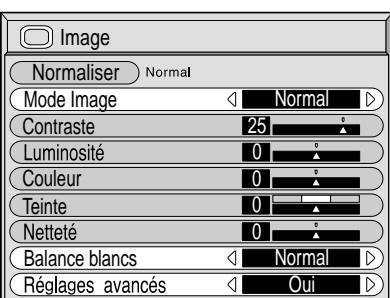 Image
Normaliser Normal
Mode Image Normal
Contraste 25
Luminosité 0
Couleur 0
Teinte 0
Netteté 0
Balance blancs Normal
Réglages avancés Oui